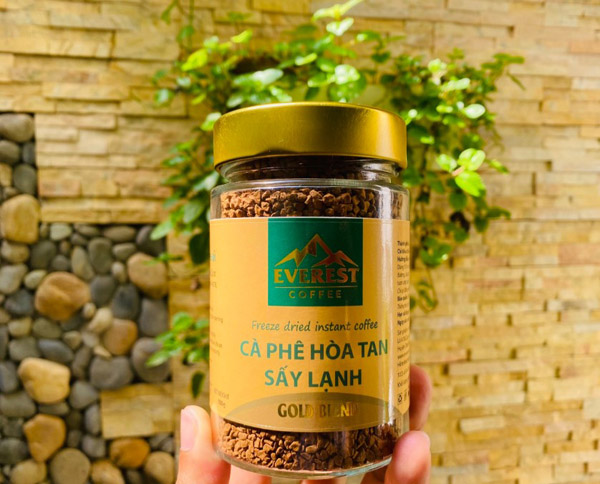 EVEREST
COFFEE
Freeze dried instant coffee
CÀ PHÊ HÒA TAN
SẤY LẠNH
GOLD BLEND